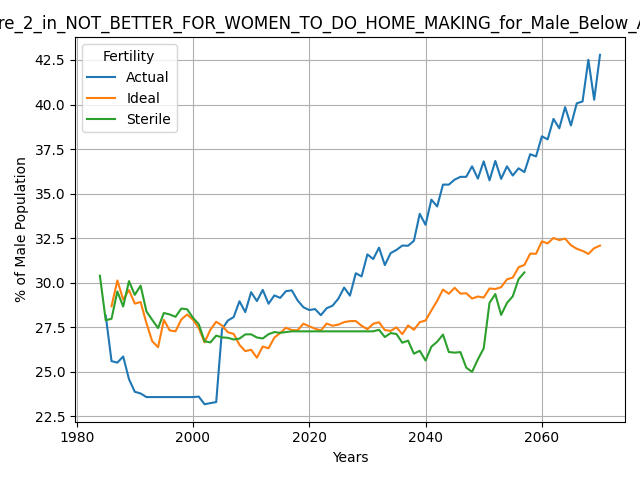 re_2_in_NOT_BETTER_FOR_WOMEN_TO_DO_HOME_MAKING_for_Male_Below_A
Fertility
Actual
Ideal
Sterile
42.5
40.0
37.5
35.0
32.5
30.0
27.5
25.0
22.5
% of Male Population
1980 2000 2020 2040 2060
Years